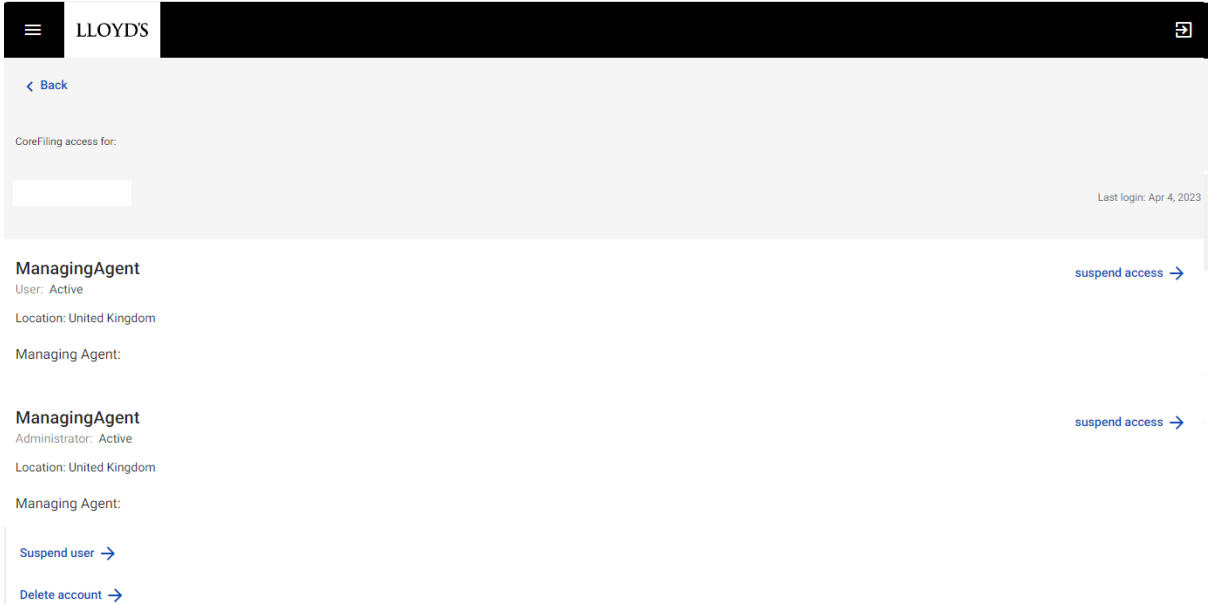 LLOYD'S
Back
CoreFiling access for:
Last login: Apr 4, 2023
ManagingAgent
suspend access
User: Active
Location: United Kingdom
Managing Agent:
ManagingAgent
suspend access
Administrator: Active
Location: United Kingdom
Managing Agent:
Suspend user
Delete account